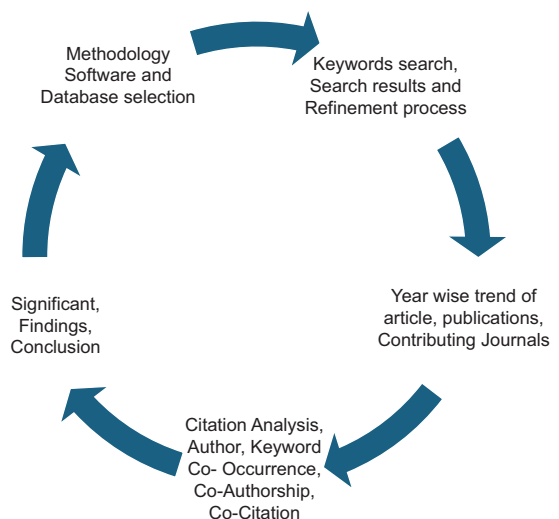 Methodology
Software and
Database selection
Keywords search,
Search results and
Refinement process
Year wise trend of
article, publications,
Contributing Journals
Citation Analysis,
Author, Keyword
Co- Occurrence,
Co-Authorship,
Co-Citation
Significant,
Findings,
Conclusion